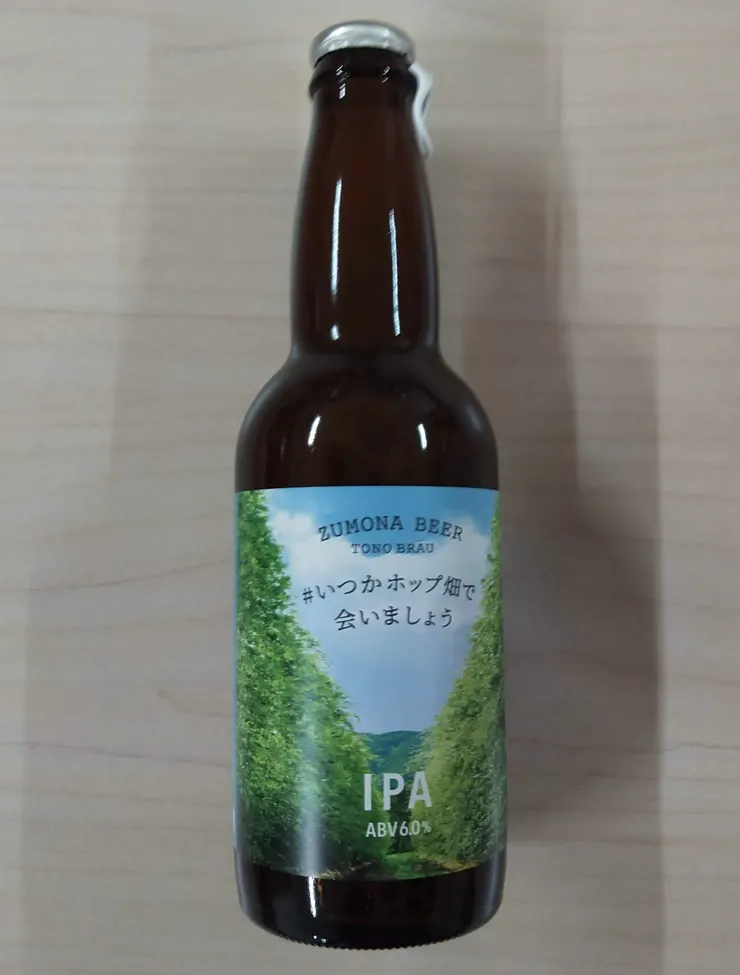 ZUMONA BEER
TONO BRÄU
#いつかホップ畑で
会いましょう
IPA
ABV6.0%